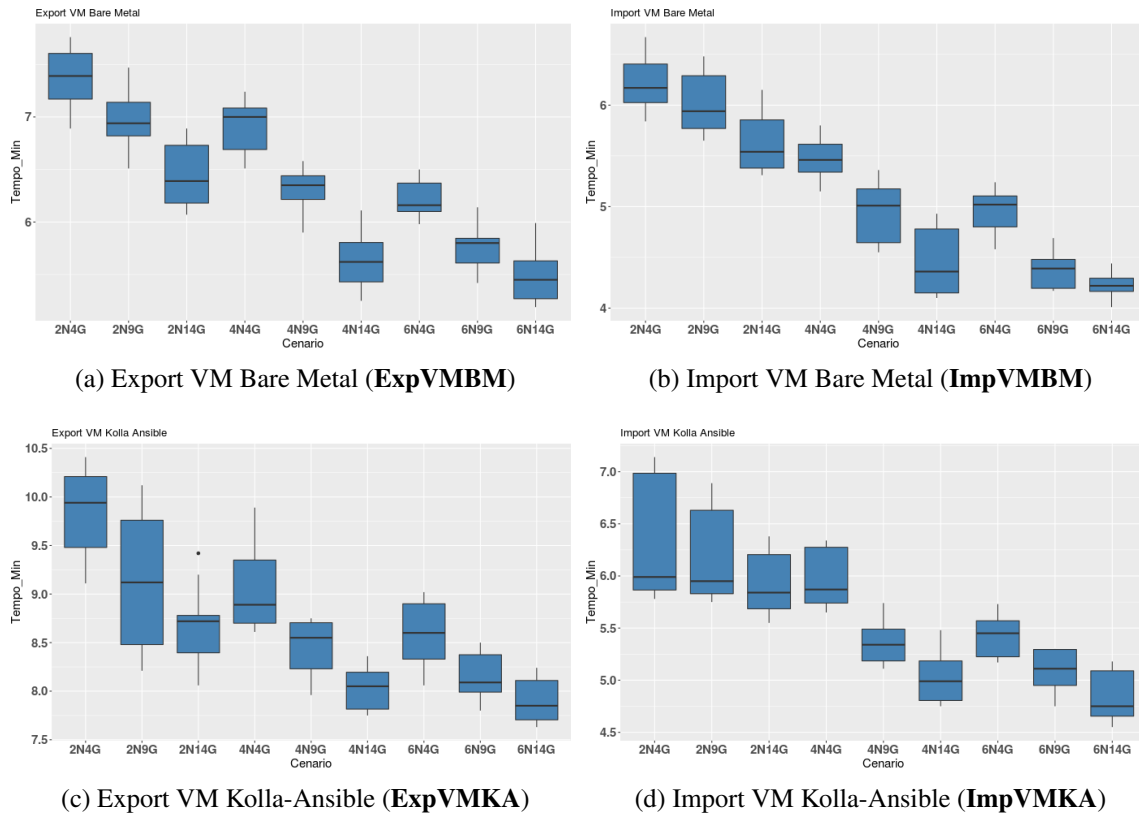 Export VM Bare Metal
Tempo_Min
7
6
2N4G 2N9G 2N14G 4N4G 4N9G 4N14G 6N4G 6N9G 6N14G
Cenario
(a) Export VM Bare Metal (ExpVMBM)
Import VM Bare Metal
Tempo_Min
6
5
4
2N4G 2N9G 2N14G 4N4G 4N9G 4N14G 6N4G 6N9G 6N14G
Cenario
(b) Import VM Bare Metal (ImpVMBM)
Export VM Kolla Ansible
Tempo_Min
10.5
10.0
9.5
9.0
8.5
8.0
7.5
2N4G 2N9G 2N14G 4N4G 4N9G 4N14G 6N4G 6N9G 6N14G
Cenario
(c) Export VM Kolla-Ansible (ExpVMKA)
Import VM Kolla Ansible
Tempo_Min
7.0
6.5
6.0
5.5
5.0
4.5
2N4G 2N9G 2N14G 4N4G 4N9G 4N14G 6N4G 6N9G 6N14G
Cenario
(d) Import VM Kolla-Ansible (ImpVMKA)